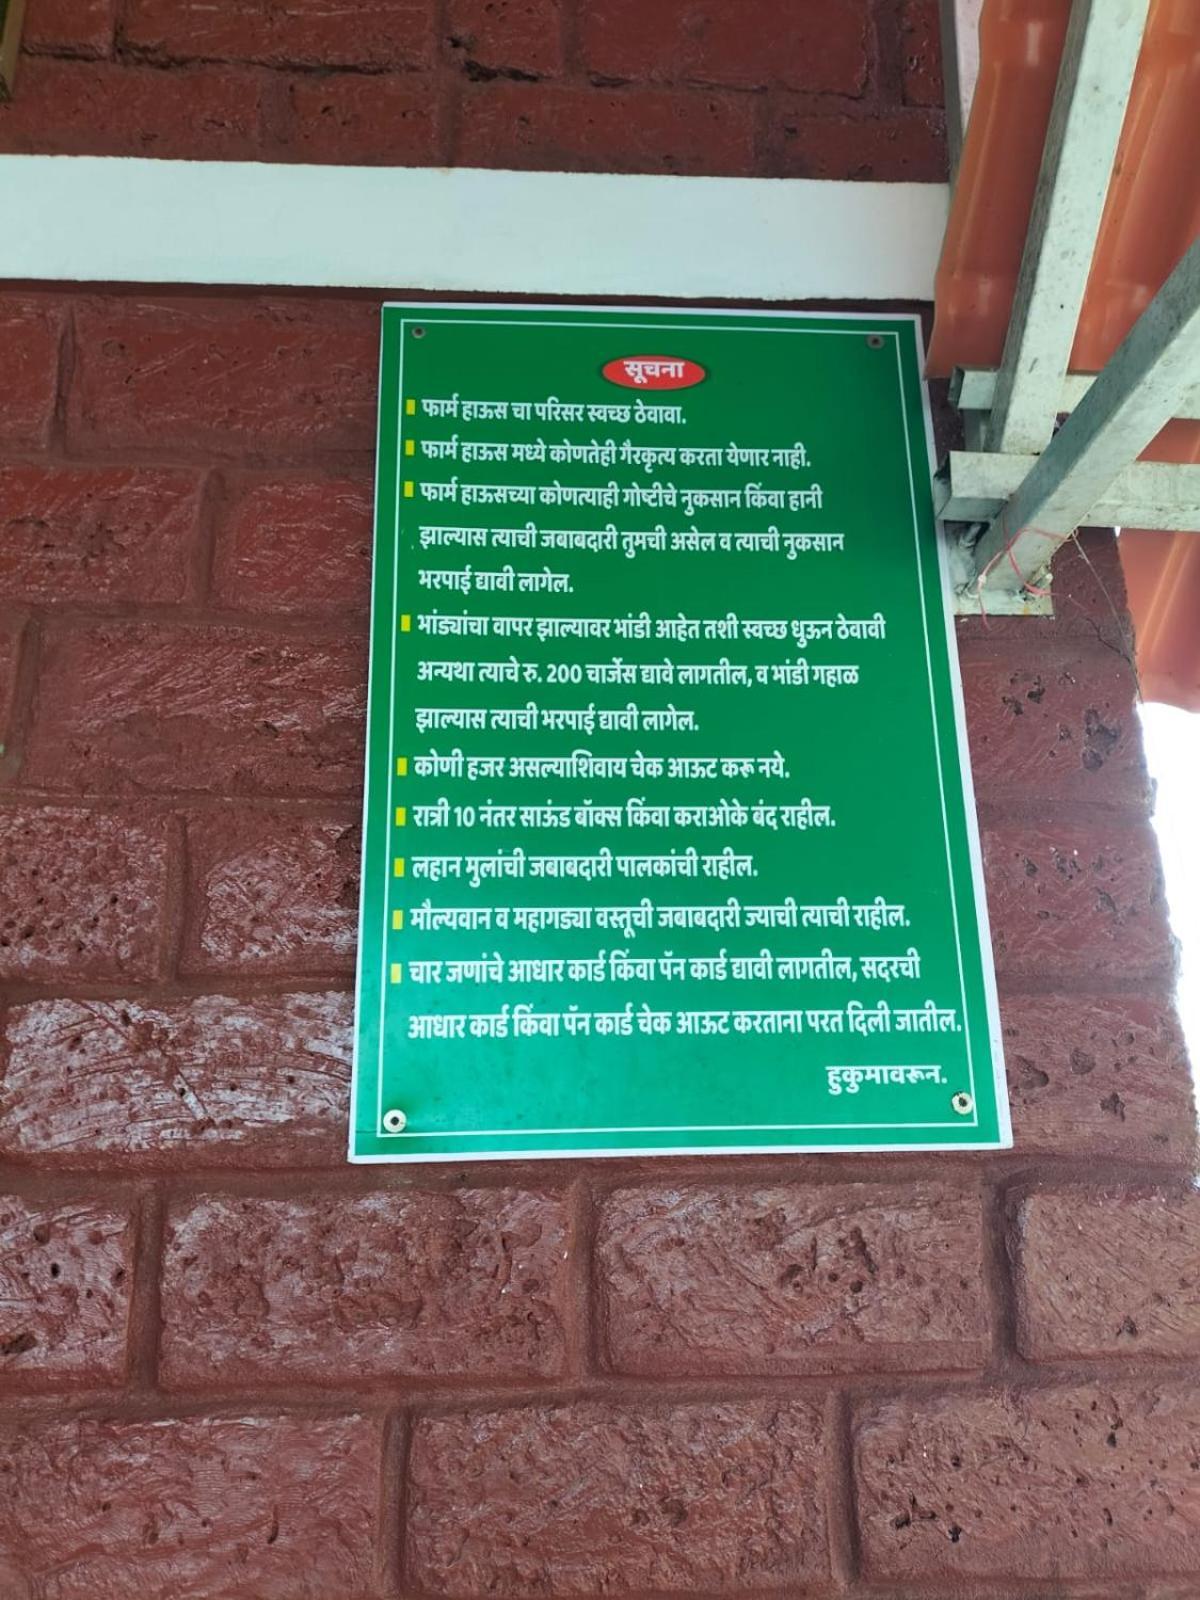 सूचना
फार्म हाऊस चा परिसर स्वच्छ ठेवावा.
फार्म हाऊस मध्ये कोणतेही गैरकृत्य करता येणार नाही.
फार्म हाऊसच्या कोणत्याही गोष्टीचे नुकसान किंवा हानी
झाल्यास त्याची जबाबदारी तुमची असेल व त्याची नुकसान
भरपाई द्यावी लागेल.
भांड्यांचा वापर झाल्यावर भांडी आहेत तशी स्वच्छ धुऊन ठेवावी
अन्यथा त्याचे रु. 200 चार्जेस द्यावे लागतील, व भांडी गहाळ
झाल्यास त्याची भरपाई द्यावी लागेल.
कोणी हजर असल्याशिवाय चेक आऊट करू नये.
रात्री 10 नंतर साऊंड बॉक्स किंवा कराओके बंद राहील.
लहान मुलांची जबाबदारी पालकांची राहील.
मौल्यवान व महागड्या वस्तूची जबाबदारी ज्याची त्याची राहील.
चार जणांचे आधार कार्ड किंवा पॅन कार्ड द्यावी लागतील, सदरची
आधार कार्ड किंवा पॅन कार्ड चेक आऊट करताना परत दिली जातील.
हुकुमावरून.